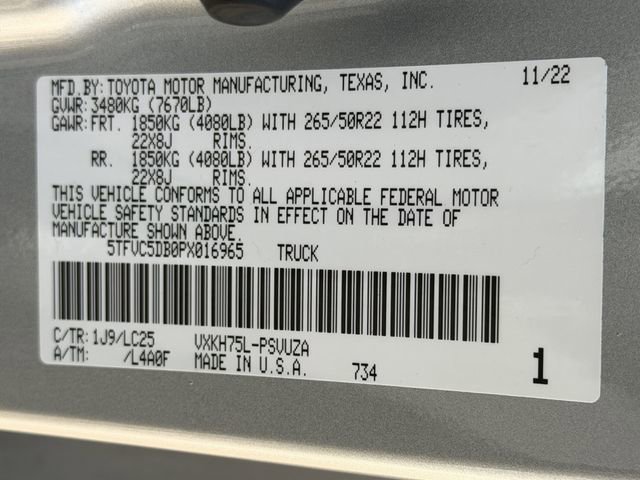 MFD.BY: TOYOTA MOTOR MANUFACTURING, TEXAS, INC. 11/22
GVWR: 3480KG (7670LB)
GAWR: FRT. 1850KG (4080LB) WITH 265/50R22 112H TIRES,
22X8J RIMS.
RR. 1850KG (4080LB) WITH 265/50R22 112H TIRES,
22X8J RIMS.
THIS VEHICLE CONFORMS TO ALL APPLICABLE FEDERAL MOTOR
VEHICLE SAFETY STANDARDS IN EFFECT ON THE DATE OF
MANUFACTURE SHOWN ABOVE.
5TFVC5DB0PX016965 TRUCK
C/TR: 1J9/LC25 VXKH75L-PSVUZA
A/TM: /L4A0F MADE IN U.S.A. 734 1